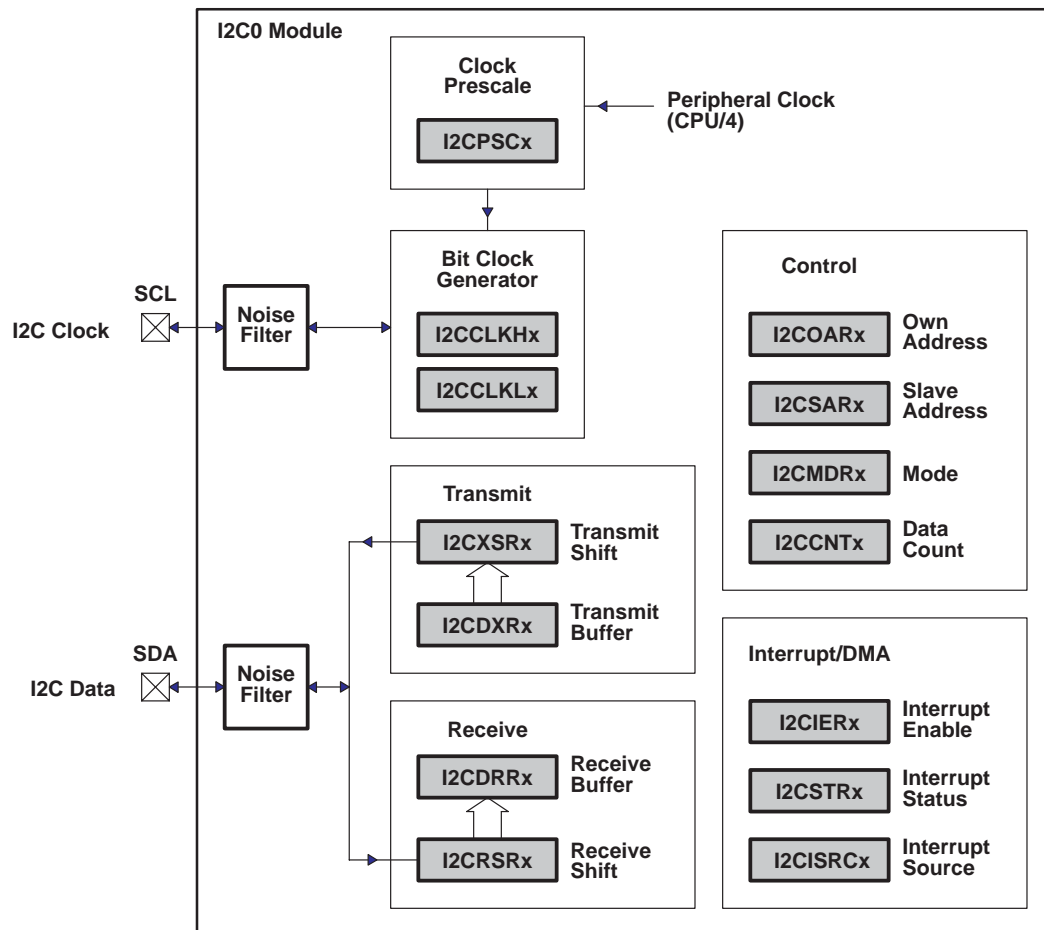 I2C0 Module
Clock
Prescale
I2CPSCx
Peripheral Clock
(CPU/4)
Bit Clock
Generator
I2CCLKHx
I2CCLKLx
SCL
I2C Clock
Noise
Filter
Control
I2COARx
Own
Address
I2CSARx
Slave
Address
I2CMDRx
Mode
I2CCNTx
Data
Count
Transmit
I2CXSRx
Transmit
Shift
I2CDXRx
Transmit
Buffer
SDA
I2C Data
Noise
Filter
Receive
I2CDRRx
Receive
Buffer
I2CRSRx
Receive
Shift
Interrupt/DMA
I2CIERx
Interrupt
Enable
I2CSTRx
Interrupt
Status
I2CISRCx
Interrupt
Source